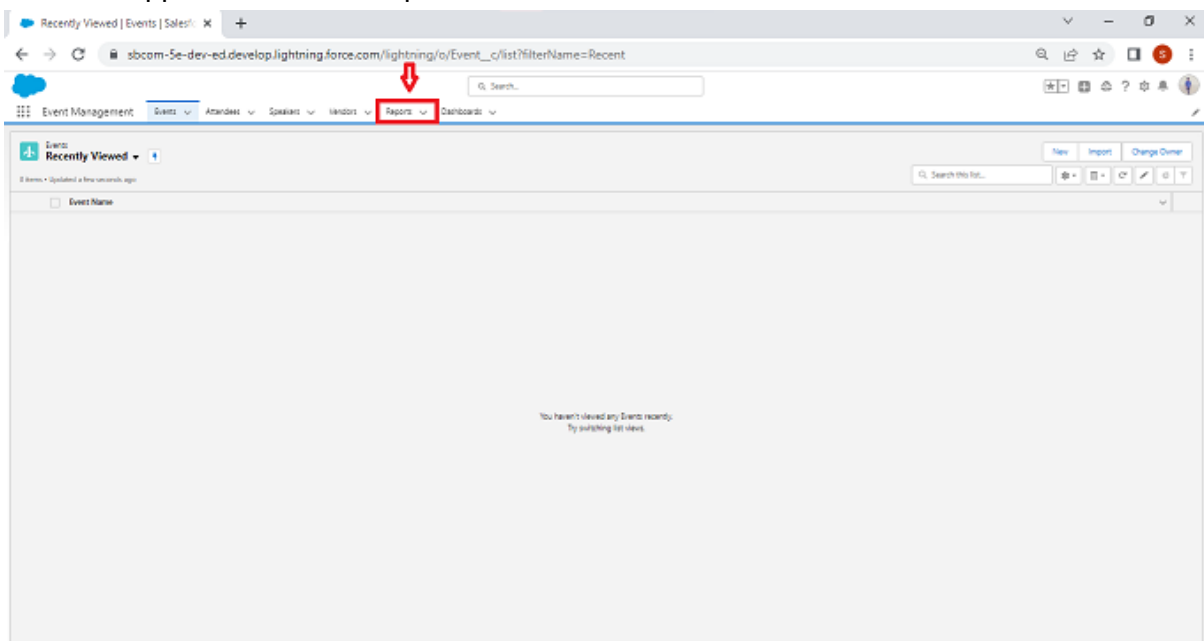 Recently Viewed | Events | Salesfo
sbcom-5e-dev-ed.develop.lightning.force.com/lightning/o/Event__c/list?filterName=Recent
S
Search...
Event Management Events Attendees Speakers Vendors Reports Dashboards
Events
Recently Viewed
New Import Change Owner
0 items • Updated a few seconds ago
Search this list...
Event Name
You haven't viewed any Events recently.
Try switching list views.